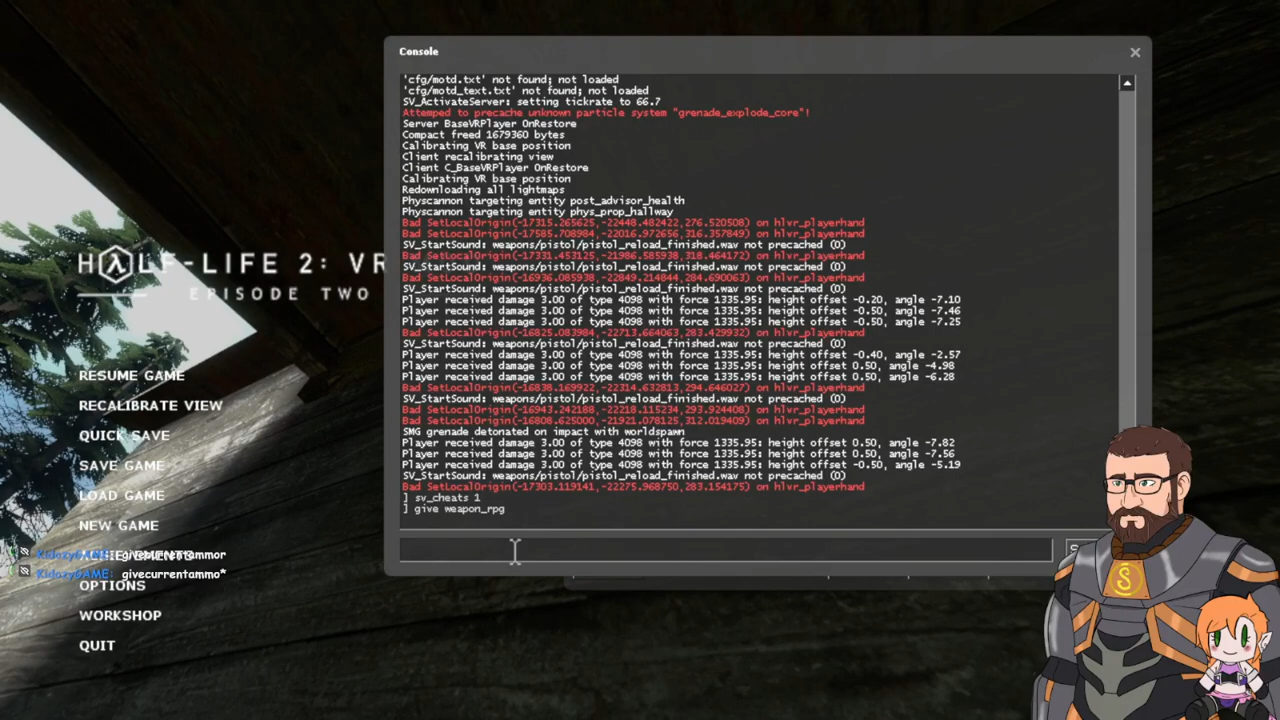 Console
'cfg/motd.txt' not found; not loaded
'cfg/motd_text.txt' not found; not loaded
SV_ActivateServer: setting tickrate to 66.7
Attemped to precache unknown particle system "grenade_explode_core"!
Server BaseVRPlayer OnRestore
Compact freed 1679360 bytes
Calibrating VR base position
Client recalibrating view
Client C_BaseVRPlayer OnRestore
Calibrating VR base position
Redownloading all lightmaps
Physcannon targeting entity post_advisor_health
Physcannon targeting entity phys_prop_hallway
Bad SetLocalOrigin(-17315.265625,-22448.482422,276.520508) on hlvr_playerhand
Bad SetLocalOrigin(-17585.708984,-22016.972656,316.357849) on hlvr_playerhand
SV_StartSound: weapons/pistol/pistol_reload_finished.wav not precached (0)
Bad SetLocalOrigin(-17331.453125,-21986.585938,318.464172) on hlvr_playerhand
SV_StartSound: weapons/pistol/pistol_reload_finished.wav not precached (0)
Bad SetLocalOrigin(-16936.085938,-22849.214844,284.690063) on hlvr_playerhand
SV_StartSound: weapons/pistol/pistol_reload_finished.wav not precached (0)
Player received damage 3.00 of type 4098 with force 1335.95: height offset -0.20, angle -7.10
Player received damage 3.00 of type 4098 with force 1335.95: height offset -0.50, angle -7.46
Player received damage 3.00 of type 4098 with force 1335.95: height offset -0.50, angle -7.25
Bad SetLocalOrigin(-16825.083984,-22713.664063,283.429932) on hlvr_playerhand
SV_StartSound: weapons/pistol/pistol_reload_finished.wav not precached (0)
Player received damage 3.00 of type 4098 with force 1335.95: height offset -0.40, angle -2.57
Player received damage 3.00 of type 4098 with force 1335.95: height offset 0.50, angle -4.98
Player received damage 3.00 of type 4098 with force 1335.95: height offset 0.50, angle -6.28
Bad SetLocalOrigin(-16838.169922,-22314.632813,294.646027) on hlvr_playerhand
SV_StartSound: weapons/pistol/pistol_reload_finished.wav not precached (0)
Bad SetLocalOrigin(-16943.242188,-22218.115234,293.924408) on hlvr_playerhand
Bad SetLocalOrigin(-16808.625000,-21921.078125,312.019409) on hlvr_playerhand
SMG grenade detonated on impact with worldspawn
Player received damage 3.00 of type 4098 with force 1335.95: height offset 0.50, angle -7.82
Player received damage 3.00 of type 4098 with force 1335.95: height offset 0.50, angle -7.56
Player received damage 3.00 of type 4098 with force 1335.95: height offset -0.50, angle -5.19
SV_StartSound: weapons/pistol/pistol_reload_finished.wav not precached (0)
Bad SetLocalOrigin(-17303.119141,-22275.968750,283.154175) on hlvr_playerhand
] sv_cheats 1
] give weapon_rpg
HλLF-LIFE 2: VR
EPISODE TWO
RESUME GAME
RECALIBRATE VIEW
QUICK SAVE
SAVE GAME
LOAD GAME
NEW GAME
KidozyGAME: givecurrentammor
KidozyGAME: givecurrentammo*
OPTIONS
WORKSHOP
QUIT